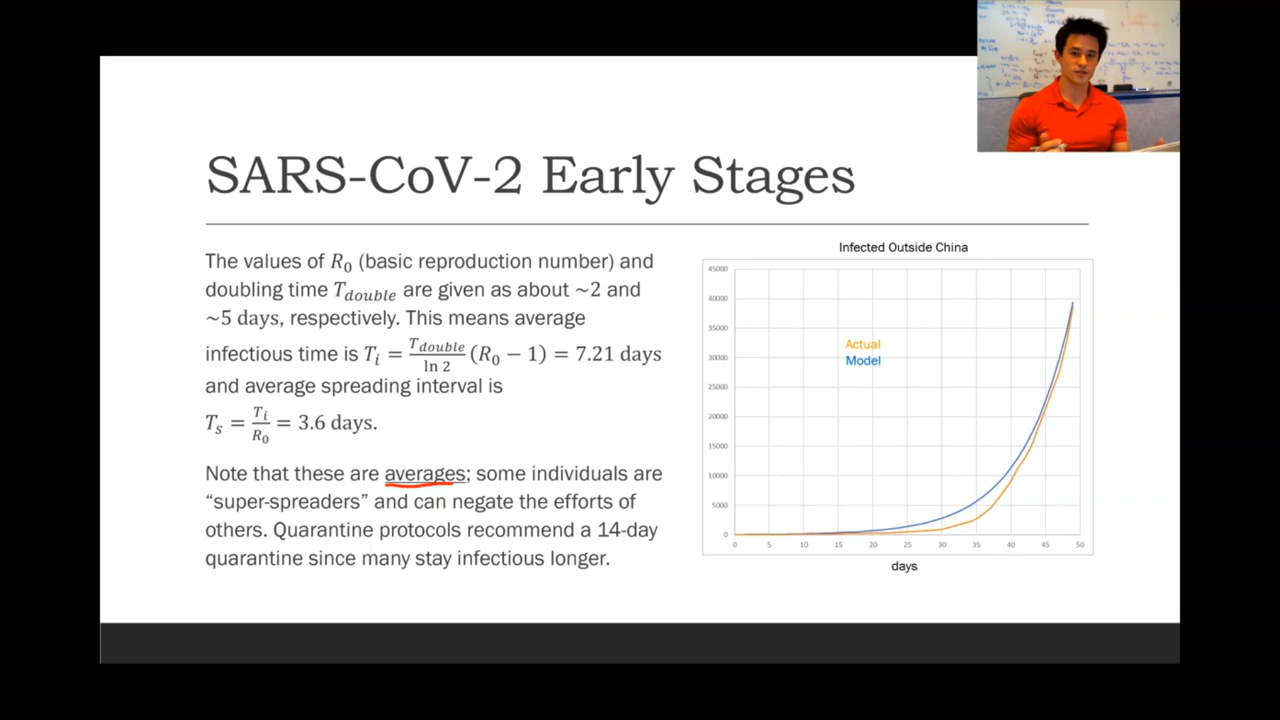 SARS-CoV-2 Early Stages
The values of R₀ (basic reproduction number) and
doubling time T_double are given as about ~2 and
~5 days, respectively. This means average
infectious time is Tᵢ = T_double / ln 2 (R₀ − 1) = 7.21 days
and average spreading interval is
Tₛ = Tᵢ / R₀ = 3.6 days.
Note that these are averages; some individuals are
“super-spreaders” and can negate the efforts of
others. Quarantine protocols recommend a 14-day
quarantine since many stay infectious longer.
Infected Outside China
45000
40000
35000
30000
25000
20000
15000
10000
5000
0
Actual
Model
0 5 10 15 20 25 30 35 40 45 50
days